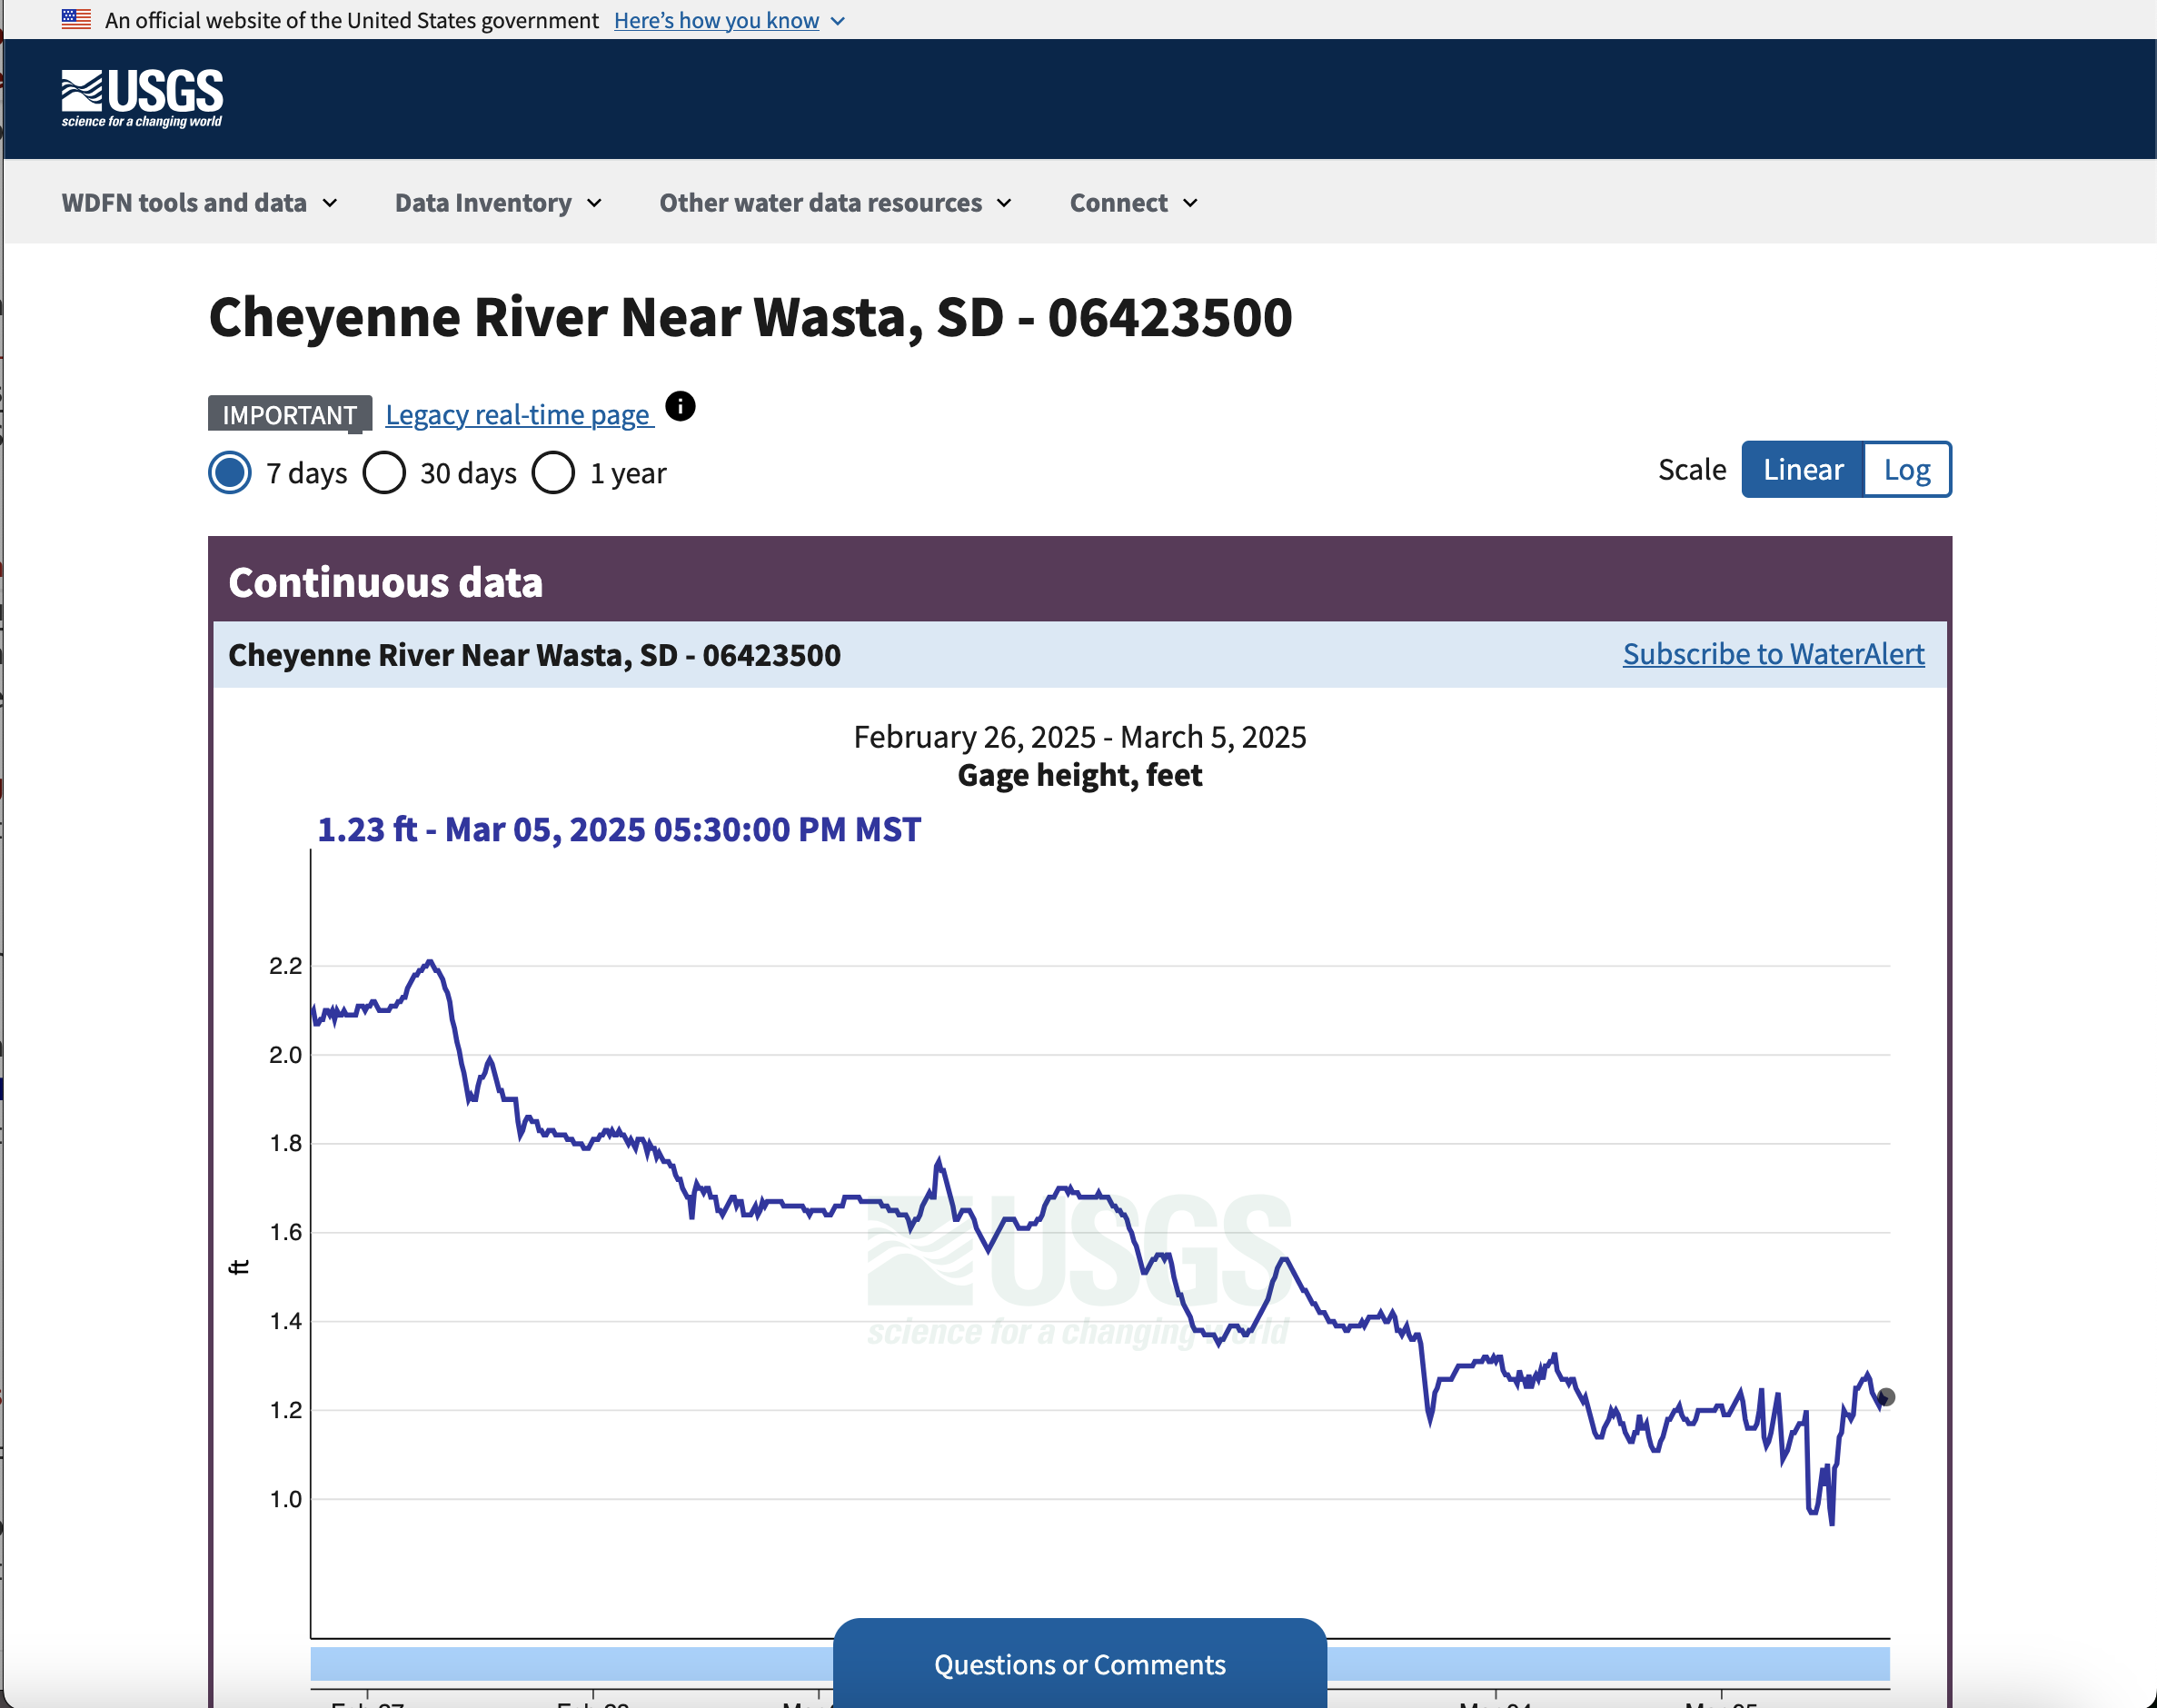 An official website of the United States government Here's how you know
USGS
science for a changing world
WDFN tools and data Data Inventory Other water data resources Connect
Cheyenne River Near Wasta, SD - 06423500
IMPORTANT Legacy real-time page i
7 days 30 days 1 year Scale Linear Log
Continuous data
Cheyenne River Near Wasta, SD - 06423500 Subscribe to WaterAlert
February 26, 2025 - March 5, 2025
Gage height, feet
1.23 ft - Mar 05, 2025 05:30:00 PM MST
2.2
2.0
1.8
1.6
ft
1.4
1.2
1.0
USGS
science for a changing world
Questions or Comments